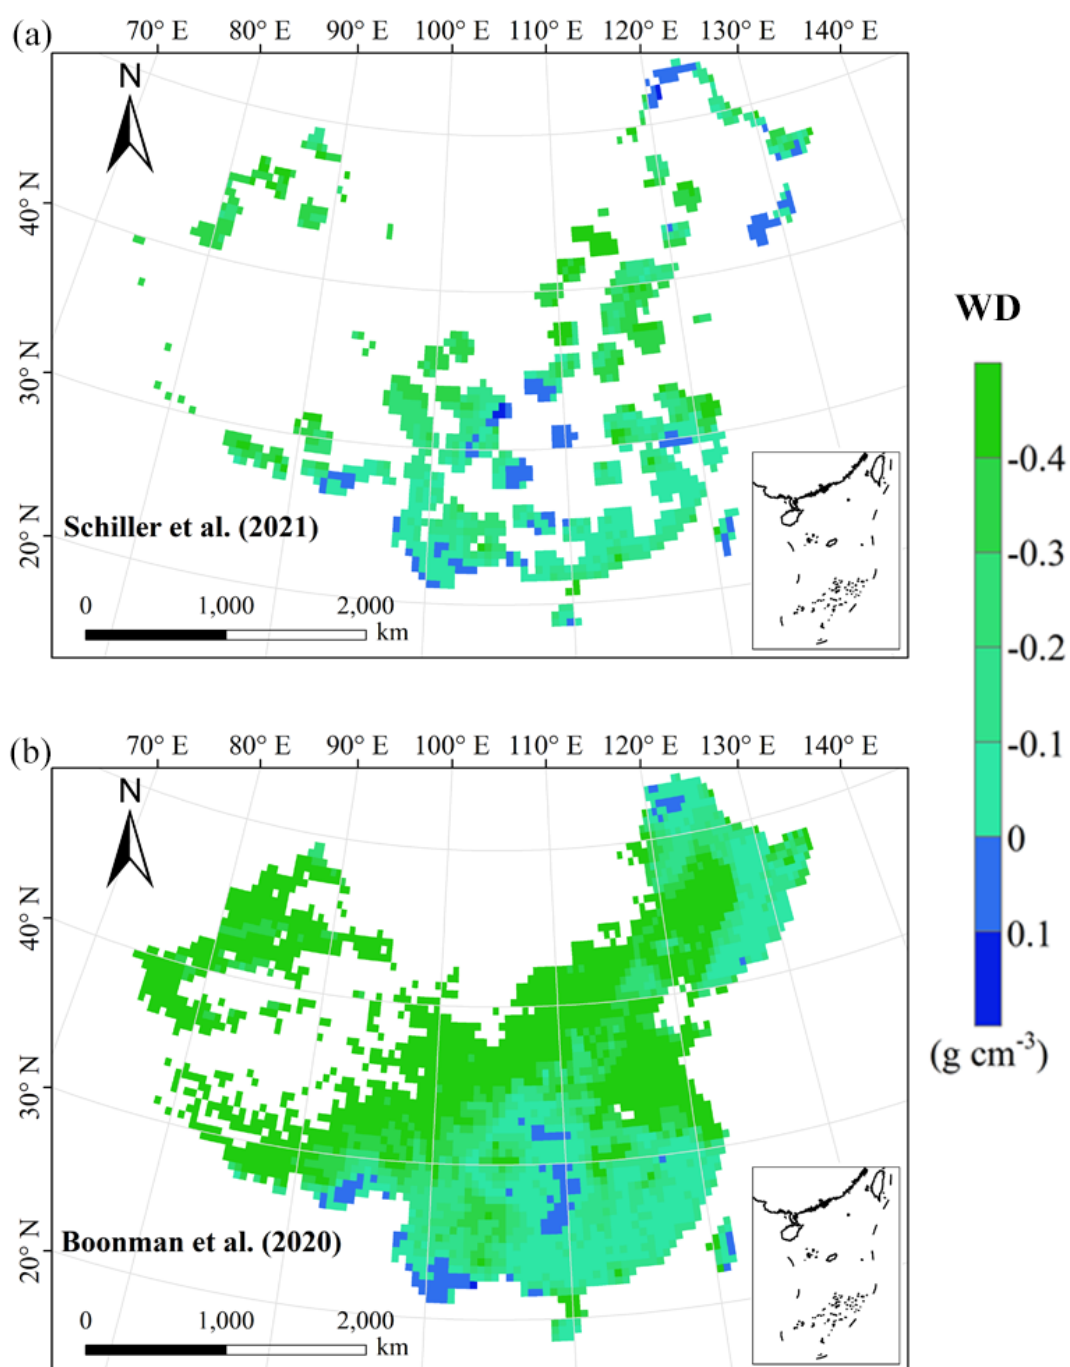 (a)
70° E 80° E 90° E 100° E 110° E 120° E 130° E 140° E
N
40° N
30° N
20° N
Schiller et al. (2021)
0 1,000 2,000
km
WD
-0.4
-0.3
-0.2
-0.1
0
0.1
(g cm-3)
(b)
70° E 80° E 90° E 100° E 110° E 120° E 130° E 140° E
N
40° N
30° N
20° N
Boonman et al. (2020)
0 1,000 2,000
km